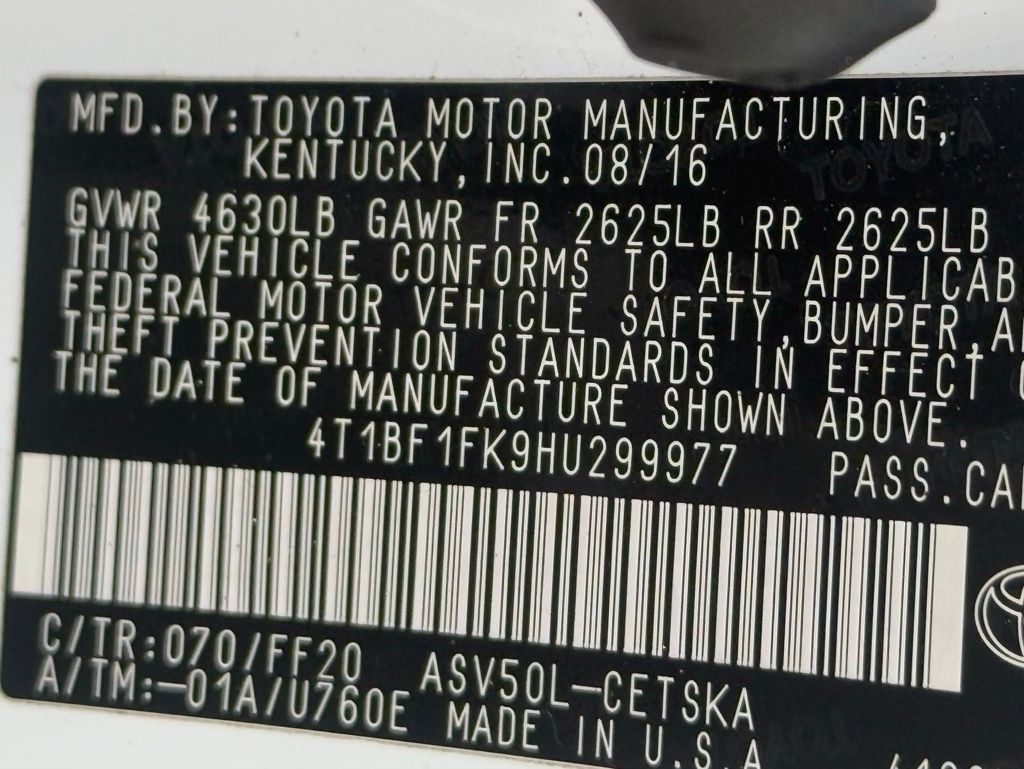 MFD.BY:TOYOTA MOTOR MANUFACTURING,
KENTUCKY, INC. 08/16
GVWR 4630LB GAWR FR 2625LB RR 2625LB
THIS VEHICLE CONFORMS TO ALL APPLICAB
FEDERAL MOTOR VEHICLE SAFETY, BUMPER, A
THEFT PREVENTION STANDARDS IN EFFECT
THE DATE OF MANUFACTURE SHOWN ABOVE.
4T1BF1FK9HU299977 PASS.CA
C/TR:070/FF20 ASV50L-CETSKA
A/TM:-01A/U760E MADE IN U.S.A
TOYOTA